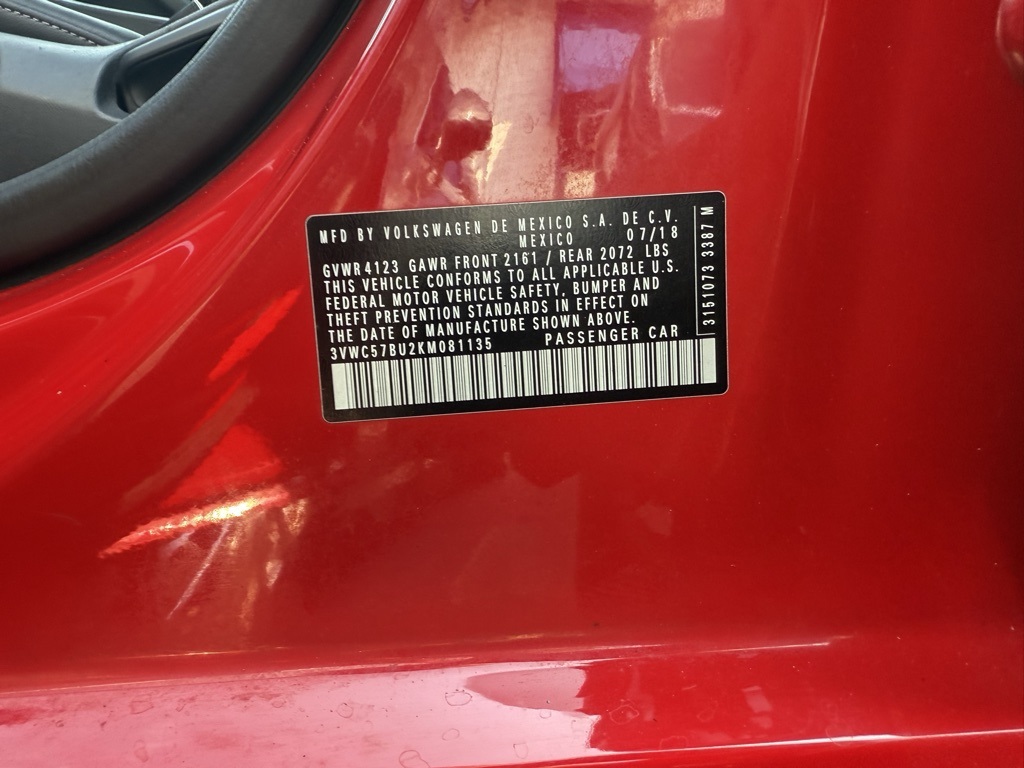 MFD BY VOLKSWAGEN DE MEXICO S.A. DE C.V.
MEXICO 07/18
GVWR 4123 GAWR FRONT 2161 / REAR 2072 LBS
THIS VEHICLE CONFORMS TO ALL APPLICABLE U.S.
FEDERAL MOTOR VEHICLE SAFETY, BUMPER AND
THEFT PREVENTION STANDARDS IN EFFECT ON
THE DATE OF MANUFACTURE SHOWN ABOVE.
3VWC57BU2KM081135 PASSENGER CAR
3151073 3387 M